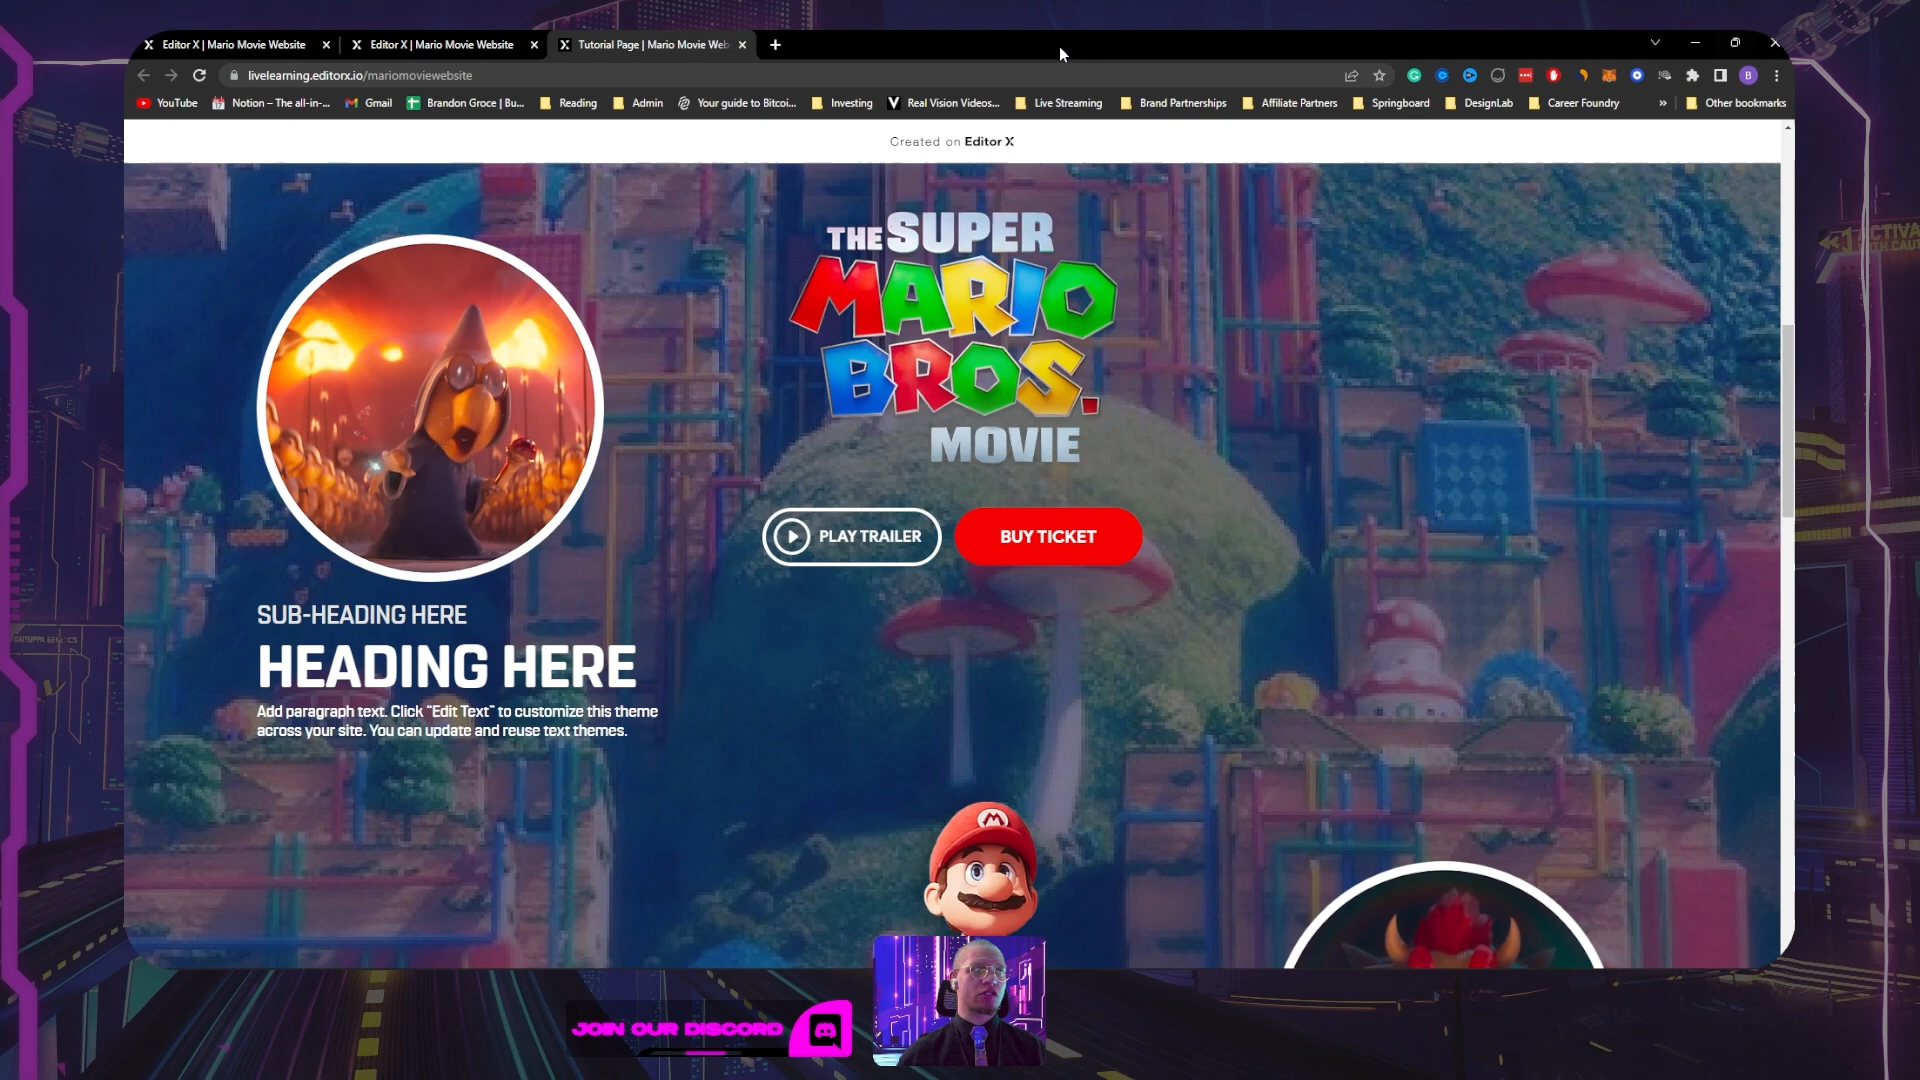 Editor X | Mario Movie Website
Editor X | Mario Movie Website
Tutorial Page | Mario Movie Web
livelearning.editorx.io/mariomoviewebsite
B
YouTube
Notion – The all-in-...
Gmail
Brandon Groce | Bu...
Reading
Admin
Your guide to Bitcoi...
Investing
Real Vision Videos...
Live Streaming
Brand Partnerships
Affiliate Partners
Springboard
DesignLab
Career Foundry
»
Other bookmarks
Created on Editor X
THE SUPER
MARIO
BROS.
MOVIE
PLAY TRAILER
BUY TICKET
SUB-HEADING HERE
HEADING HERE
Add paragraph text. Click “Edit Text” to customize this theme
across your site. You can update and reuse text themes.
M
JOIN OUR DISCORD